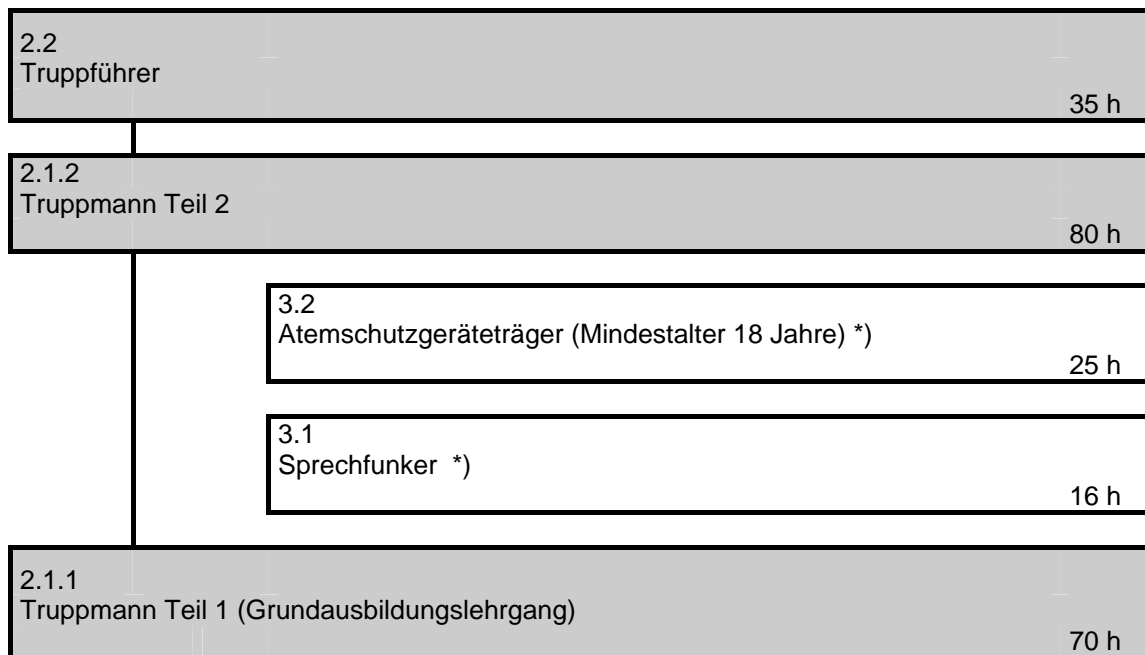 2.2
Truppführer
35 h
2.1.2
Truppmann Teil 2
80 h
3.2
Atemschutzgeräteträger (Mindestalter 18 Jahre) *)
25 h
3.1
Sprechfunker *)
16 h
2.1.1
Truppmann Teil 1 (Grundausbildungslehrgang)
70 h